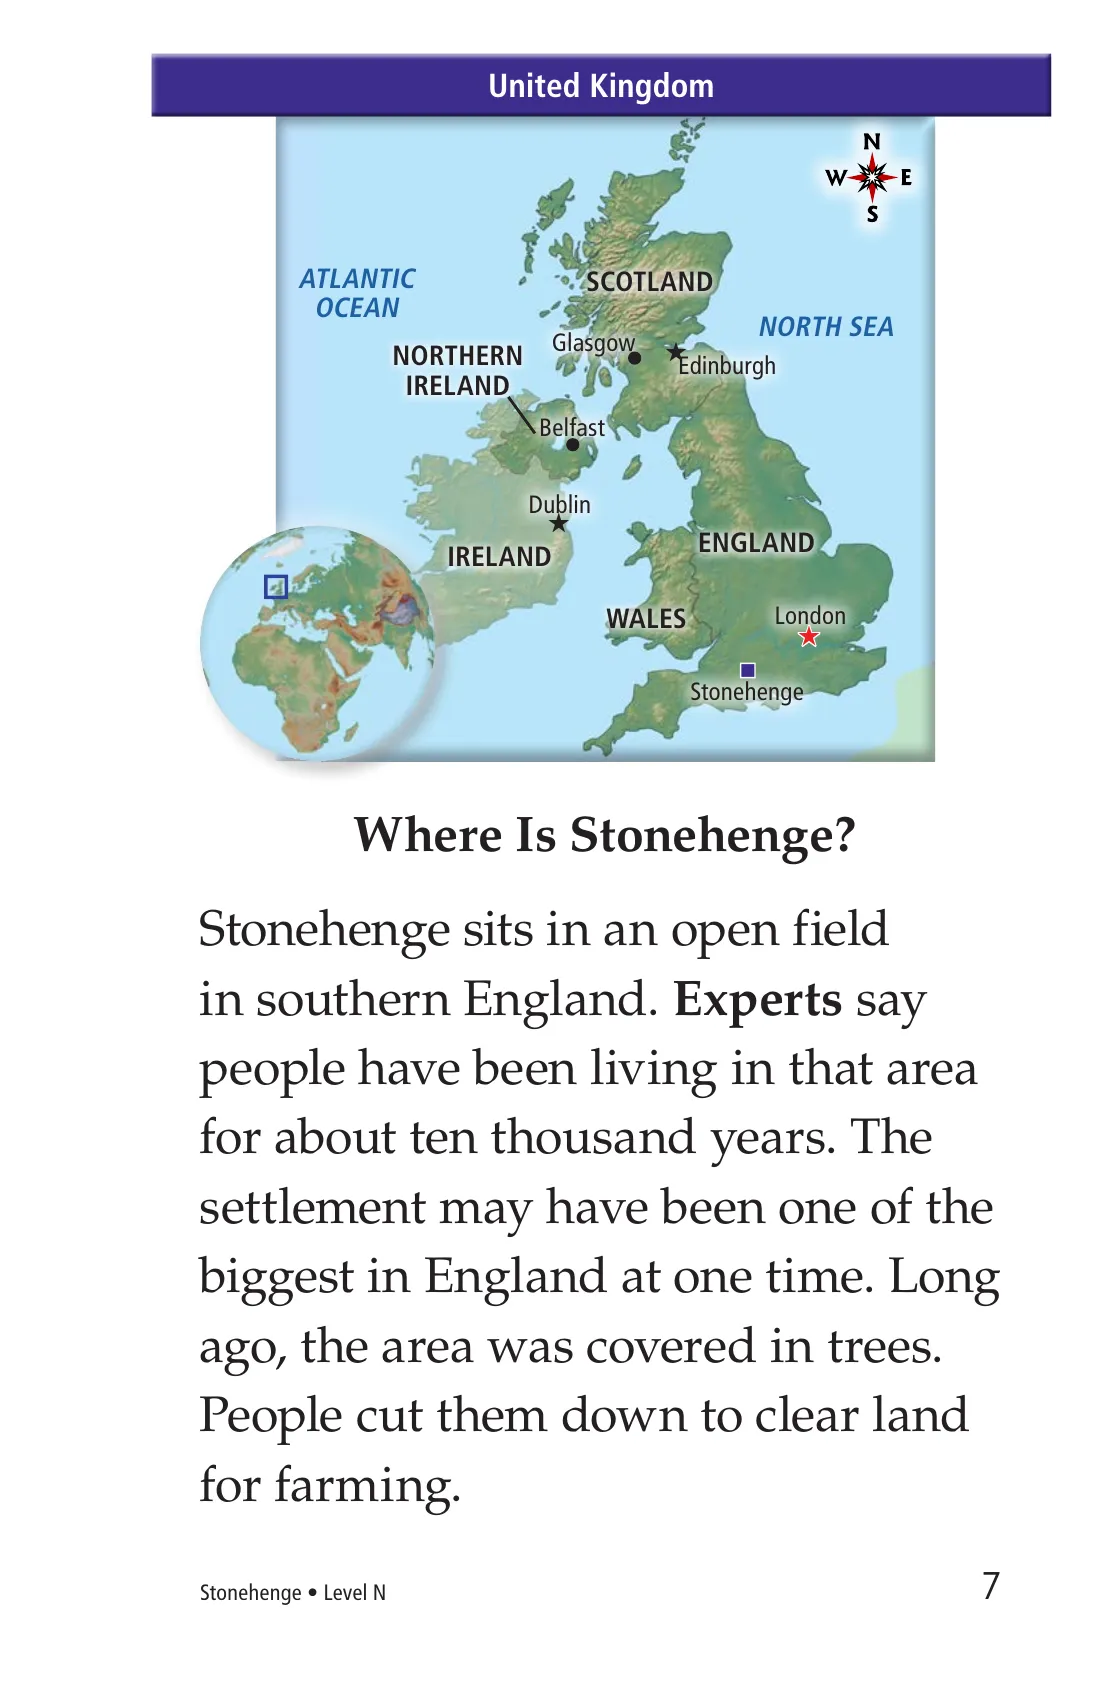 United Kingdom
N
W E
S
ATLANTIC
OCEAN
SCOTLAND
NORTH SEA
Glasgow
Edinburgh
NORTHERN
IRELAND
Belfast
Dublin
IRELAND
ENGLAND
WALES
London
Stonehenge
Where Is Stonehenge?
Stonehenge sits in an open field
in southern England. Experts say
people have been living in that area
for about ten thousand years. The
settlement may have been one of the
biggest in England at one time. Long
ago, the area was covered in trees.
People cut them down to clear land
for farming.
Stonehenge • Level N
7